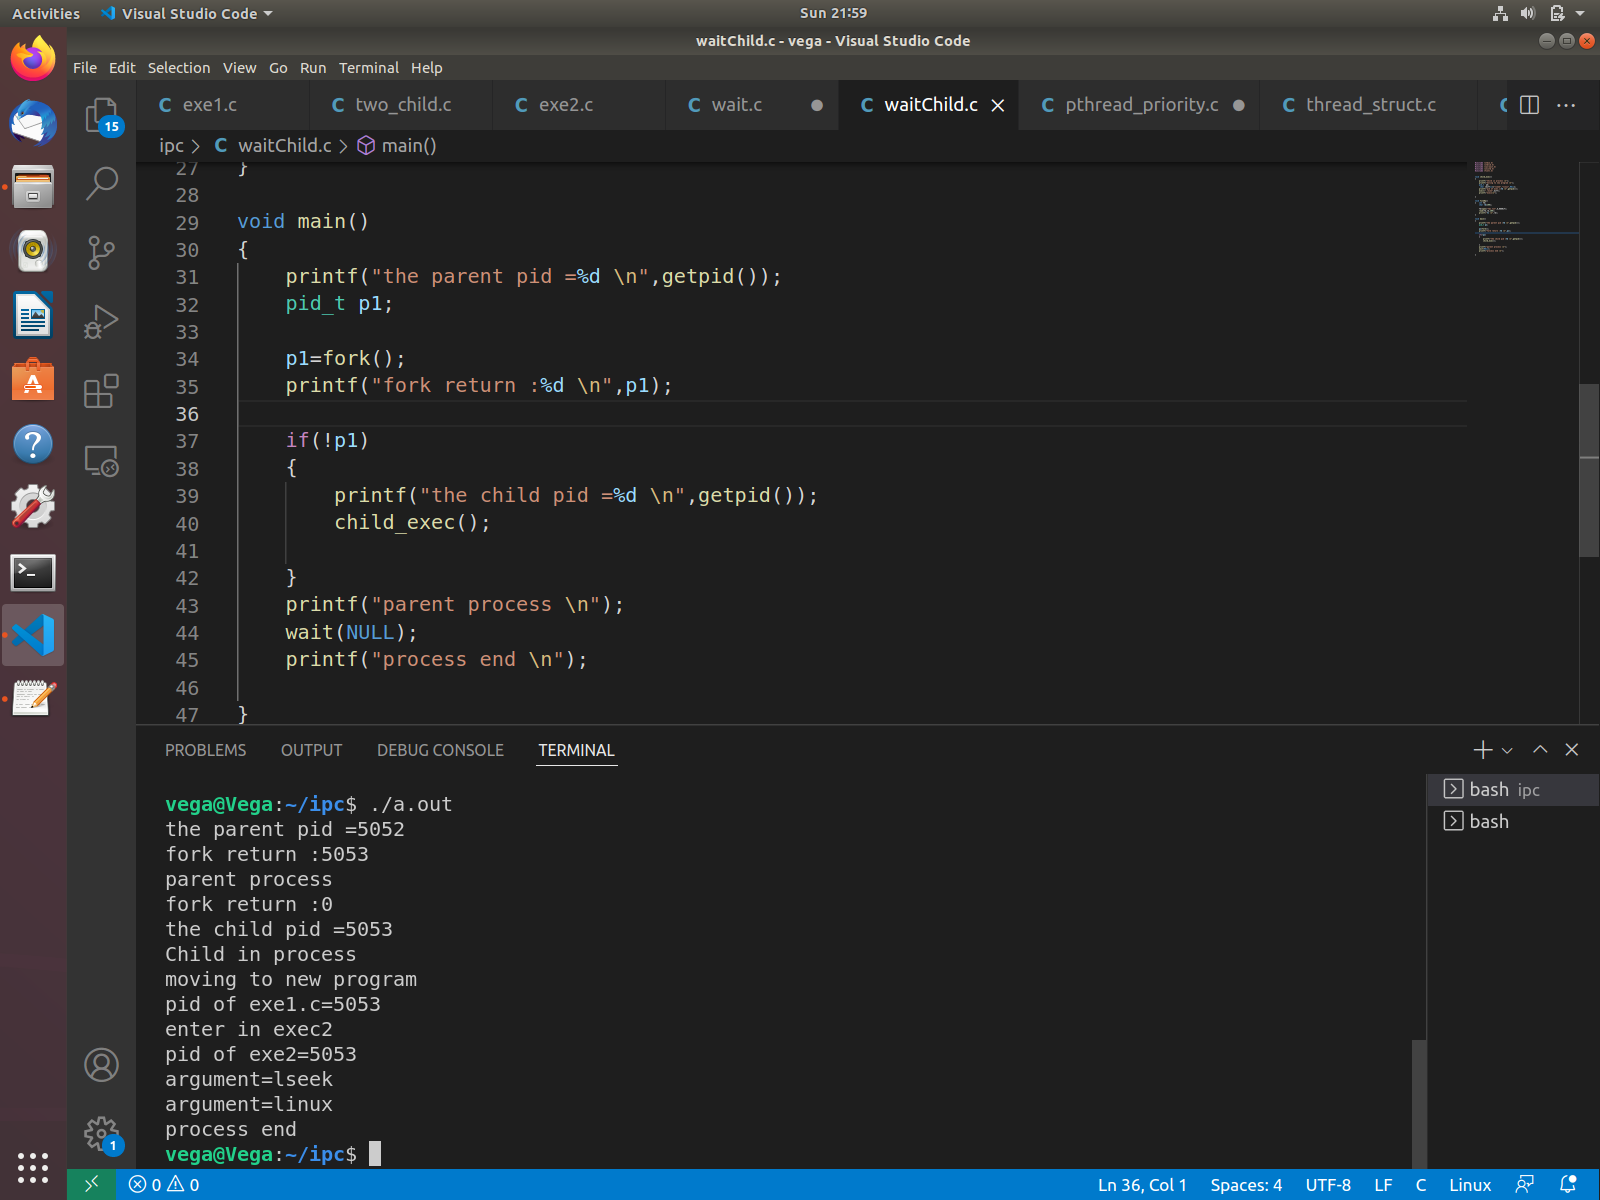 Activities Visual Studio Code Sun 21:59
waitChild.c - vega - Visual Studio Code
File Edit Selection View Go Run Terminal Help
15
C exe1.c C two_child.c C exe2.c C wait.c C waitChild.c C pthread_priority.c C thread_struct.c
ipc C waitChild.c main()
27 }
28
29 void main()
30 {
31 printf("the parent pid =%d \n",getpid());
32 pid_t p1;
33
34 p1=fork();
35 printf("fork return :%d \n",p1);
36
37 if(!p1)
38 {
39 printf("the child pid =%d \n",getpid());
40 child_exec();
41
42 }
43 printf("parent process \n");
44 wait(NULL);
45 printf("process end \n");
46
47 }
PROBLEMS OUTPUT DEBUG CONSOLE TERMINAL
bash ipc
bash
vega@Vega:~/ipc$ ./a.out
the parent pid =5052
fork return :5053
parent process
fork return :0
the child pid =5053
Child in process
moving to new program
pid of exe1.c=5053
enter in exec2
pid of exe2=5053
argument=lseek
argument=linux
process end
vega@Vega:~/ipc$
1
0 0 Ln 36, Col 1 Spaces: 4 UTF-8 LF C Linux